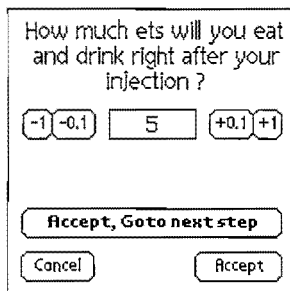 How much ets will you eat
and drink right after your
injection ?
-1 -0.1 5 +0.1 +1
Accept, Goto next step
Cancel Accept